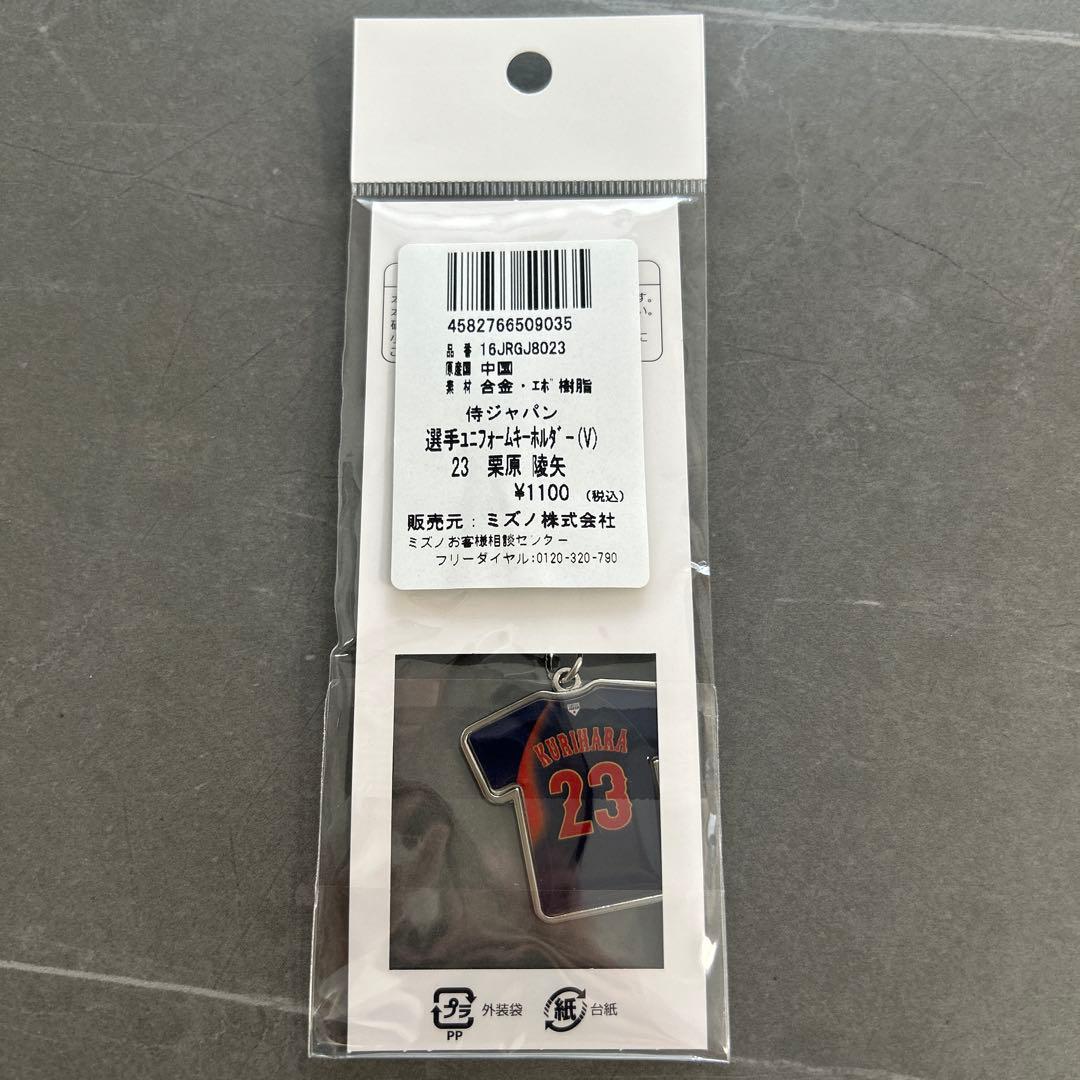 4582766509035
品番 16JRGJ8023
原産国 中国
素材 合金・エポ樹脂
侍ジャパン
選手ユニフォームキーホルダー(V)
23 栗原 陵矢
¥1100 (税込)
販売元:ミズノ株式会社
ミズノお客様相談センター
フリーダイヤル:0120-320-790
KURIHARA
23
プラ 外装袋 紙 台紙
PP